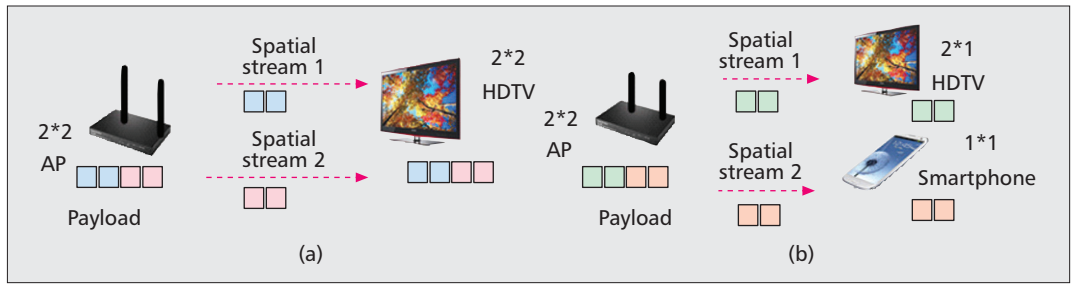 2*2
AP
Payload
Spatial
stream 1
Spatial
stream 2
2*2
HDTV
(a)
2*2
AP
Payload
Spatial
stream 1
Spatial
stream 2
2*1
HDTV
1*1
Smartphone
(b)